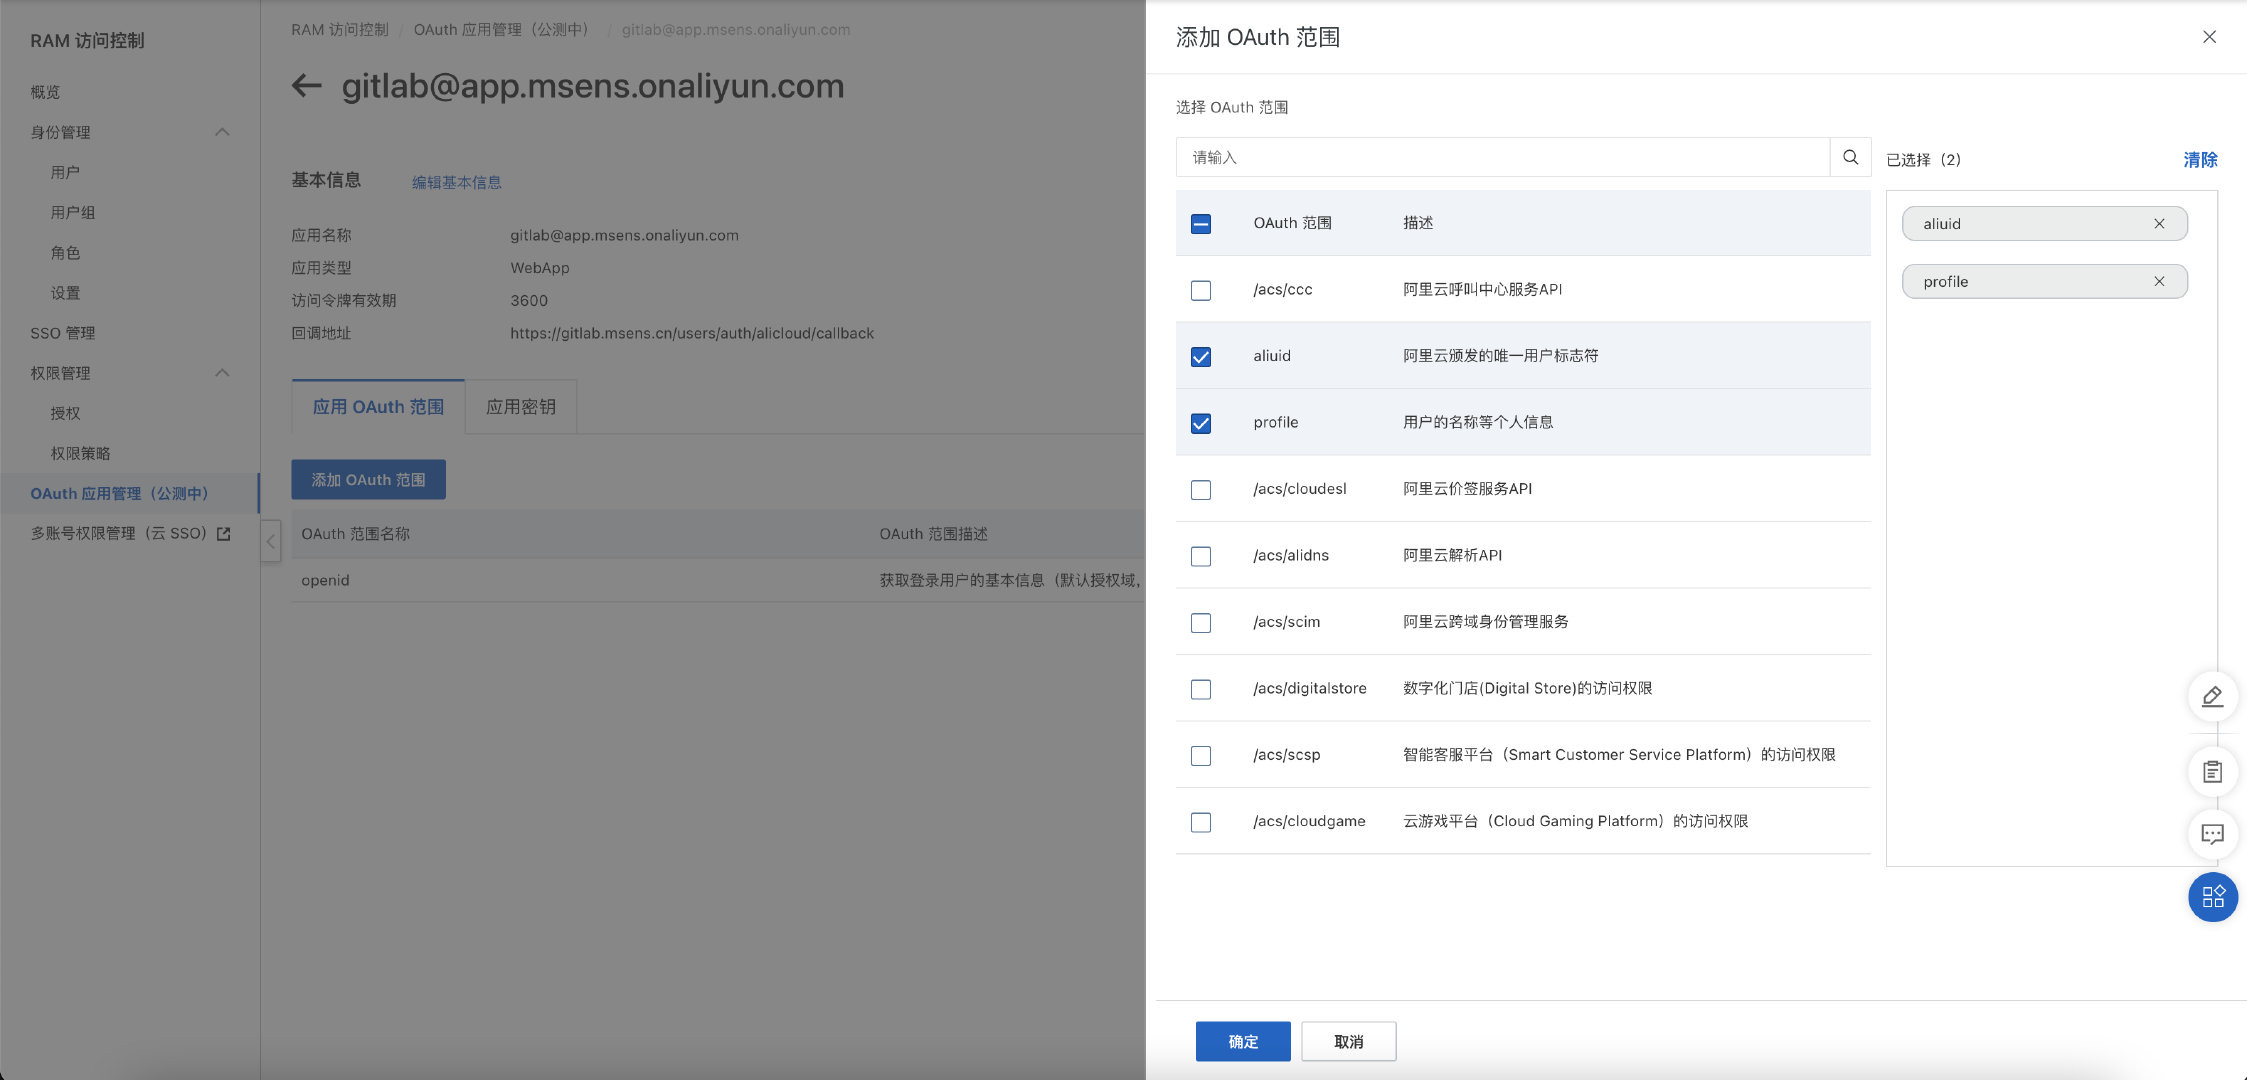 RAM 访问控制
概览
身份管理
用户
用户组
角色
设置
SSO 管理
权限管理
授权
权限策略
OAuth 应用管理（公测中）
多账号权限管理（云 SSO）
RAM 访问控制 / OAuth 应用管理（公测中） / gitlab@app.msens.onaliyun.com
gitlab@app.msens.onaliyun.com
基本信息 编辑基本信息
应用名称 gitlab@app.msens.onaliyun.com
应用类型 WebApp
访问令牌有效期 3600
回调地址 https://gitlab.msens.cn/users/auth/alicloud/callback
应用 OAuth 范围 应用密钥
添加 OAuth 范围
OAuth 范围名称 OAuth 范围描述
openid 获取登录用户的基本信息（默认授权域，
添加 OAuth 范围
选择 OAuth 范围
请输入
OAuth 范围 描述
/acs/ccc 阿里云呼叫中心服务API
aliuid 阿里云颁发的唯一用户标志符
profile 用户的名称等个人信息
/acs/cloudesl 阿里云价签服务API
/acs/alidns 阿里云解析API
/acs/scim 阿里云跨域身份管理服务
/acs/digitalstore 数字化门店(Digital Store)的访问权限
/acs/scsp 智能客服平台（Smart Customer Service Platform）的访问权限
/acs/cloudgame 云游戏平台（Cloud Gaming Platform）的访问权限
已选择（2） 清除
aliuid
profile
确定 取消